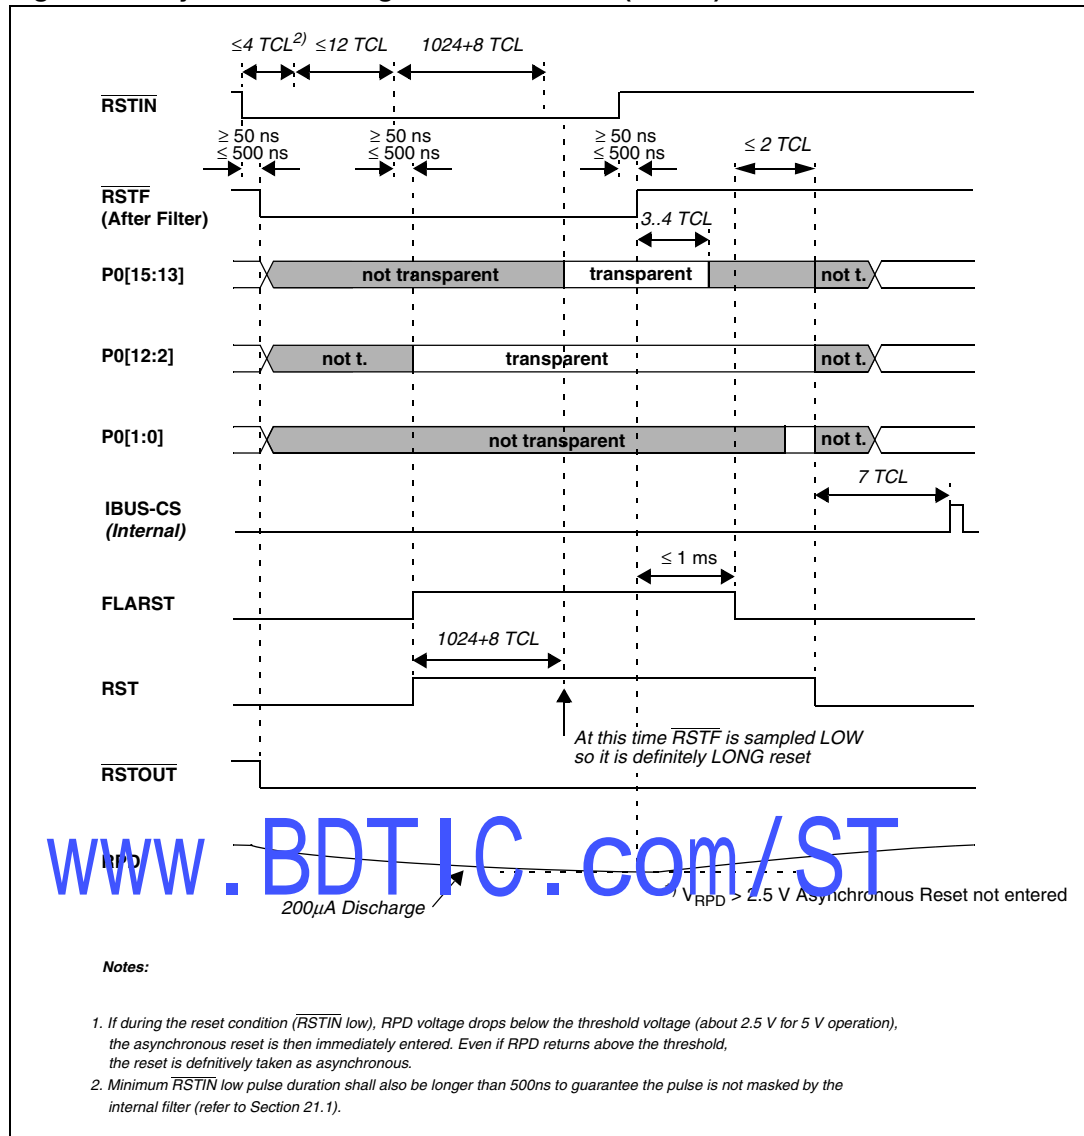 ≤4 TCL2) ≤12 TCL 1024+8 TCL
RSTIN
≥ 50 ns ≥ 50 ns ≥ 50 ns
≤ 500 ns ≤ 500 ns ≤ 500 ns ≤ 2 TCL
RSTF
(After Filter)
3..4 TCL
P0[15:13] not transparent transparent not t.
P0[12:2] not t. transparent not t.
P0[1:0] not transparent not t.
7 TCL
IBUS-CS
(Internal)
≤ 1 ms
FLARST
1024+8 TCL
RST
At this time RSTF is sampled LOW
so it is definitely LONG reset
RSTOUT
www.BDTIC.com/ST
RPD
200µA Discharge
VRPD > 2.5 V Asynchronous Reset not entered
Notes:
1. If during the reset condition (RSTIN low), RPD voltage drops below the threshold voltage (about 2.5 V for 5 V operation),
the asynchronous reset is then immediately entered. Even if RPD returns above the threshold,
the reset is defnitively taken as asynchronous.
2. Minimum RSTIN low pulse duration shall also be longer than 500ns to guarantee the pulse is not masked by the
internal filter (refer to Section 21.1).